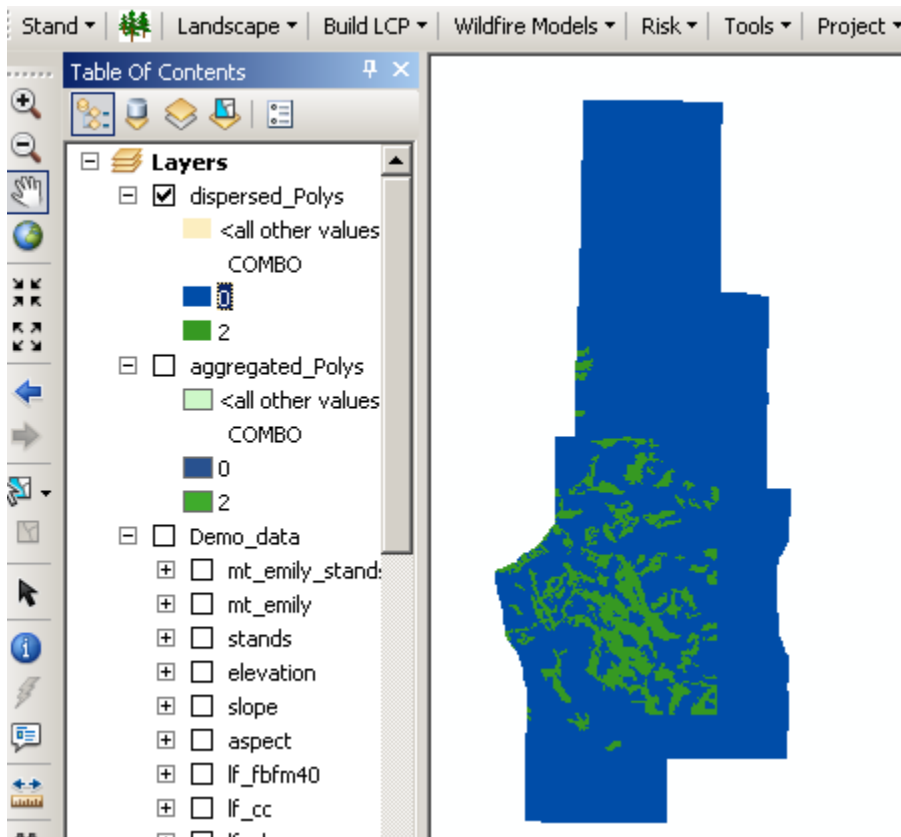 Stand Landscape Build LCP Wildfire Models Risk Tools Project
Table Of Contents
Layers
dispersed_Polys
<all other values
COMBO
0
2
aggregated_Polys
<all other values
COMBO
0
2
Demo_data
mt_emily_stand
mt_emily
stands
elevation
slope
aspect
lf_fbfm40
lf_cc